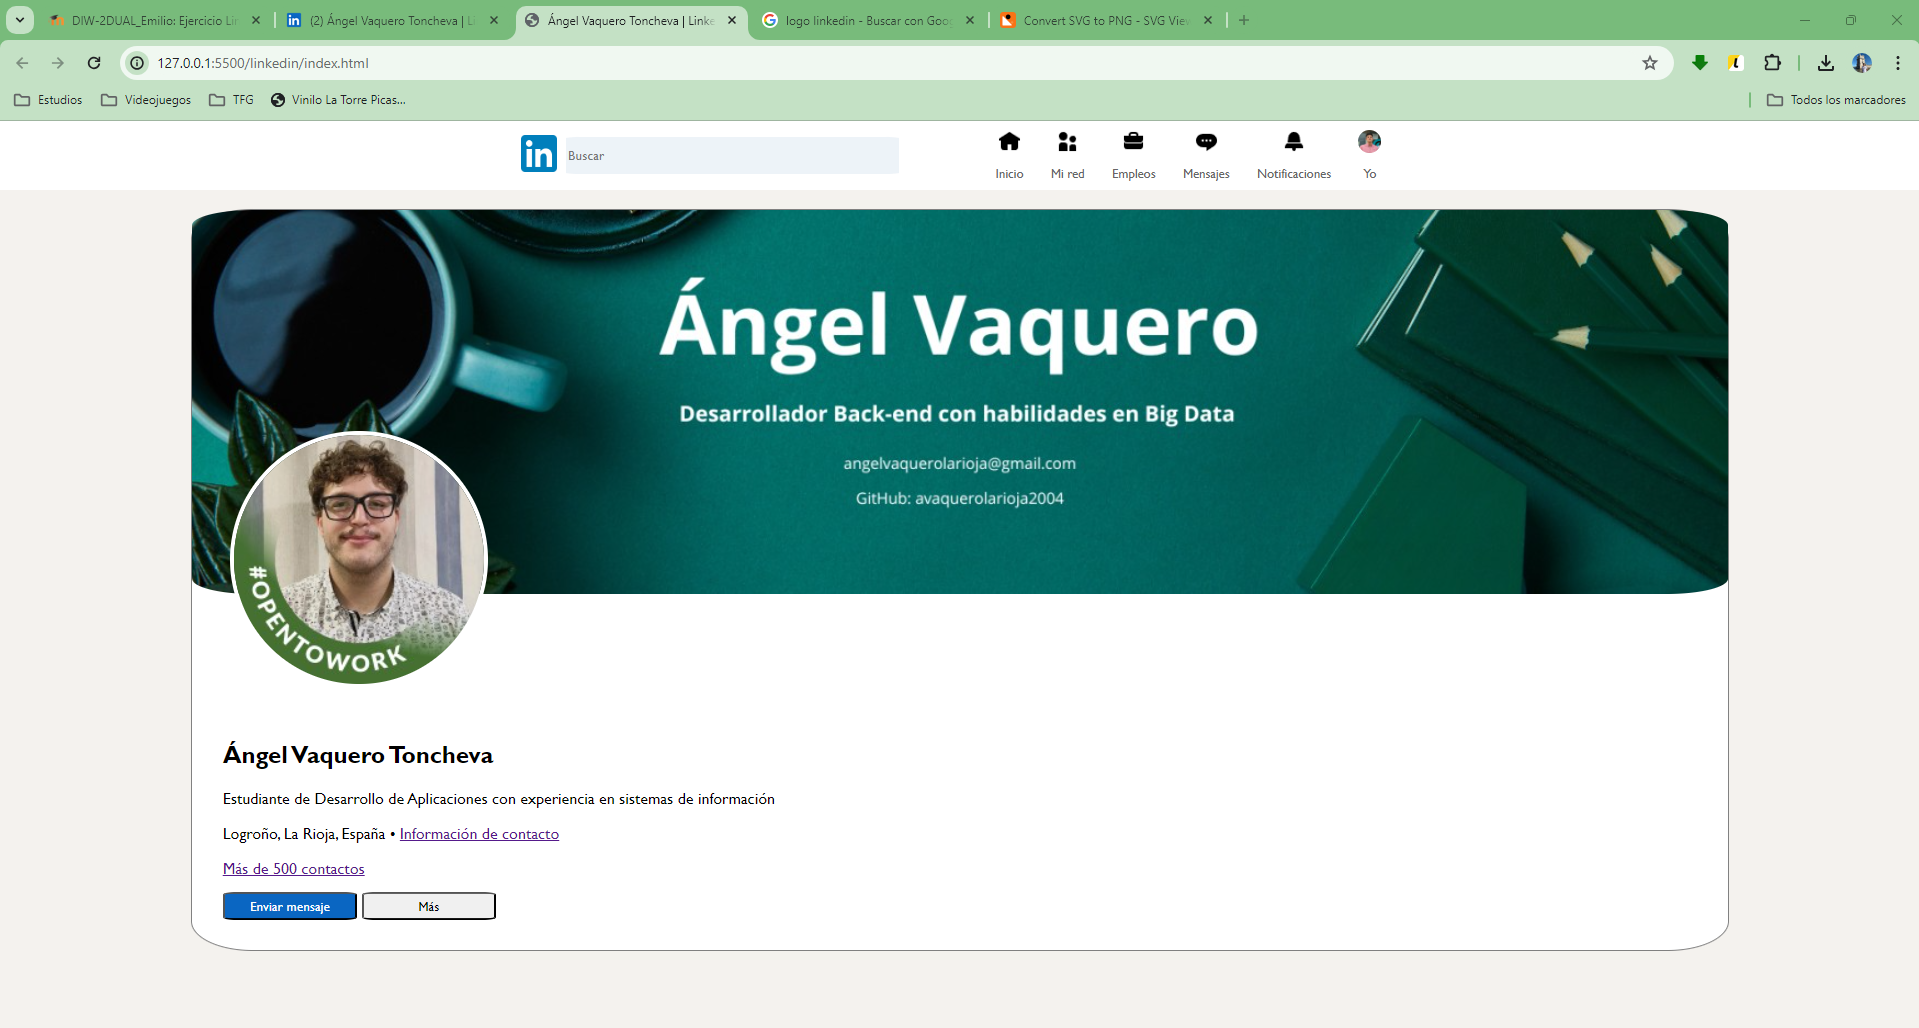 DIW-2DUAL_Emilio: Ejercicio Lin
(2) Ángel Vaquero Toncheva | Li
Ángel Vaquero Toncheva | Linke
logo linkedin - Buscar con Goo
Convert SVG to PNG - SVG View
127.0.0.1:5500/linkedin/index.html
Estudios
Videojuegos
TFG
Vinilo La Torre Picas...
Todos los marcadores
in
Buscar
Inicio
Mi red
Empleos
Mensajes
Notificaciones
Yo
Ángel Vaquero
Desarrollador Back-end con habilidades en Big Data
angelvaquerolarioja@gmail.com
GitHub: avaquerolarioja2004
#OPENTOWORK
Ángel Vaquero Toncheva
Estudiante de Desarrollo de Aplicaciones con experiencia en sistemas de información
Logroño, La Rioja, España • Información de contacto
Más de 500 contactos
Enviar mensaje
Más